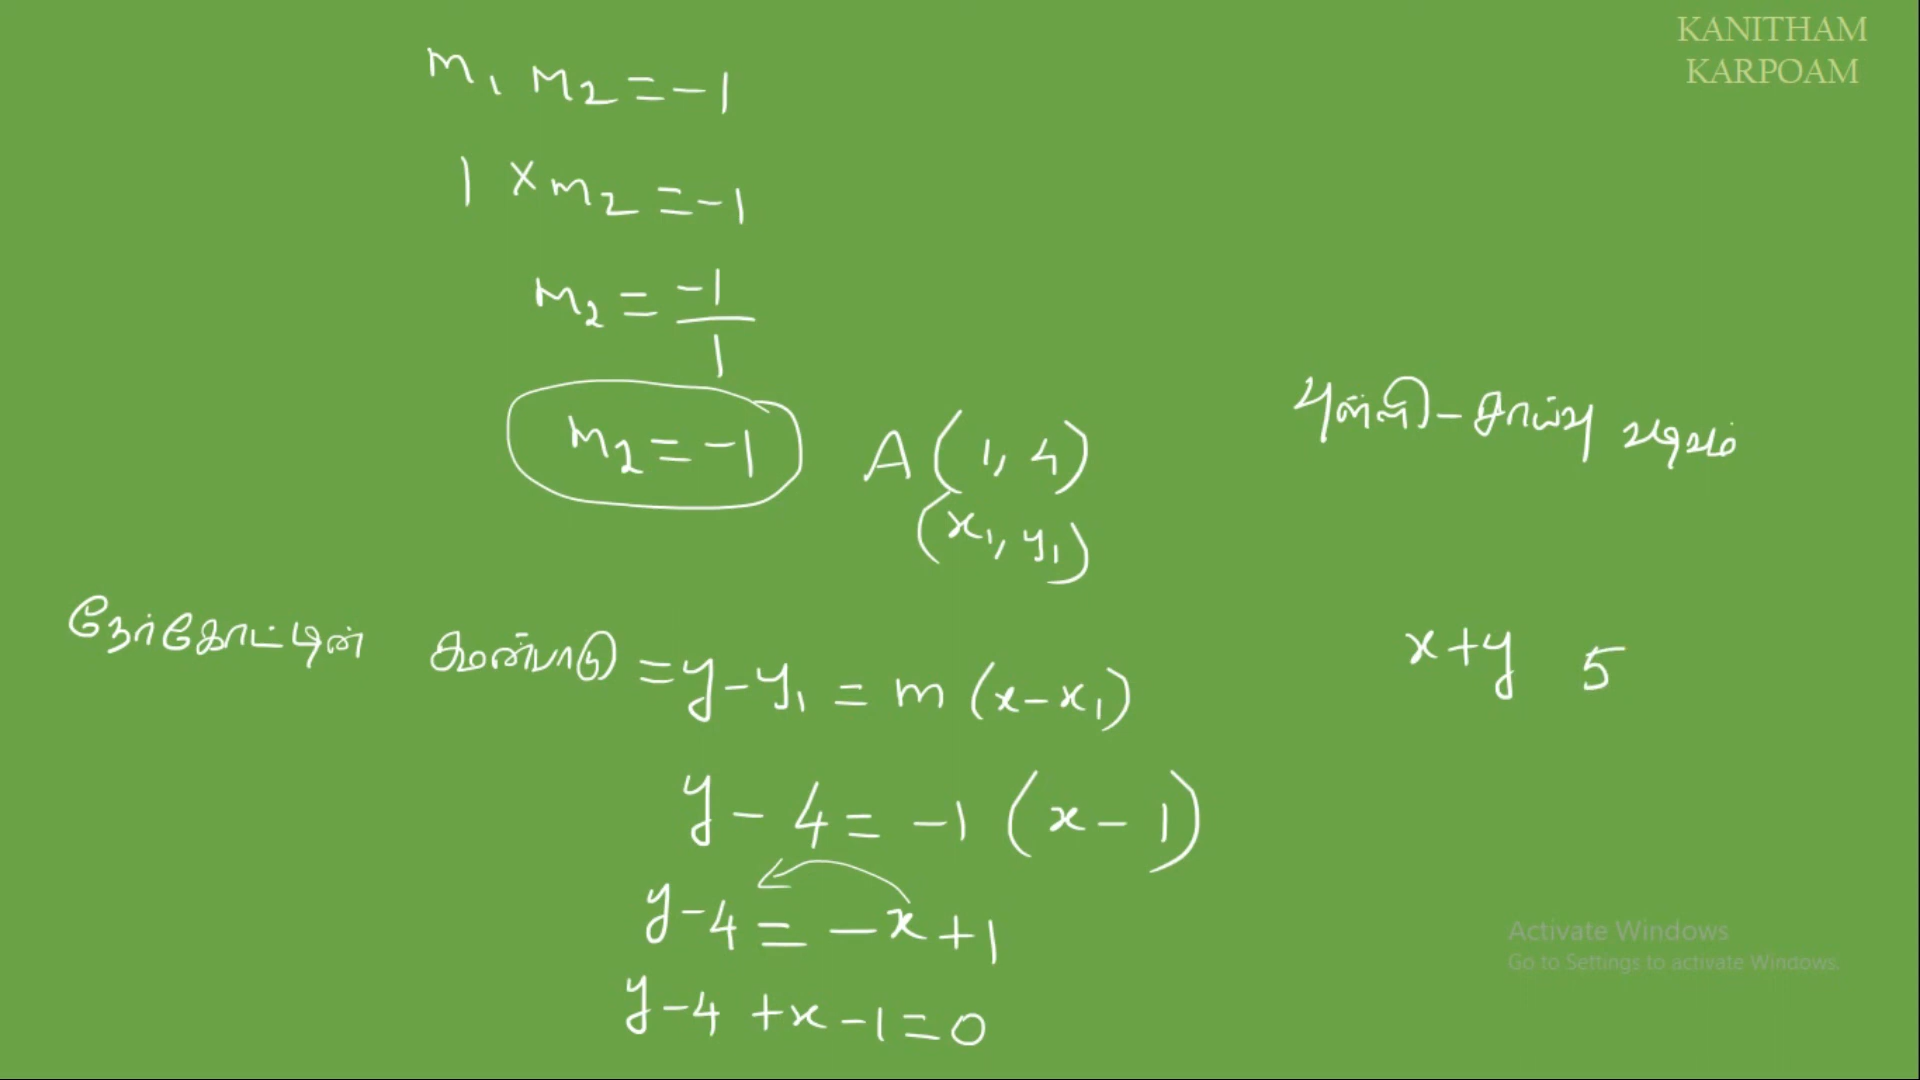 KANITHAM
KARPOAM
m₁ m₂ = -1
1 × m₂ = -1
m₂ = -1/1
m₂ = -1
A(1, 4)
(x₁, y₁)
புள்ளி-சாய்வு வடிவம்
நேர்கோட்டின் சமன்பாடு = y-y₁ = m (x-x₁)
x+y 5
y - 4 = -1 (x - 1)
y-4 = -x+1
y-4 +x -1 = 0
Activate Windows
Go to Settings to activate Windows.